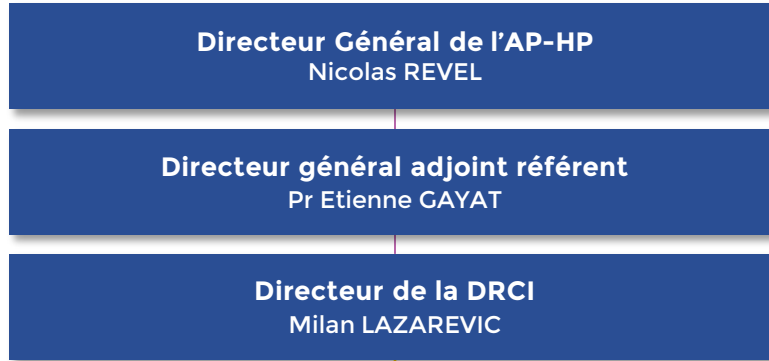 Directeur Général de l'AP-HP
Nicolas REVEL
Directeur général adjoint référent
Pr Etienne GAYAT
Directeur de la DRCI
Milan LAZAREVIC